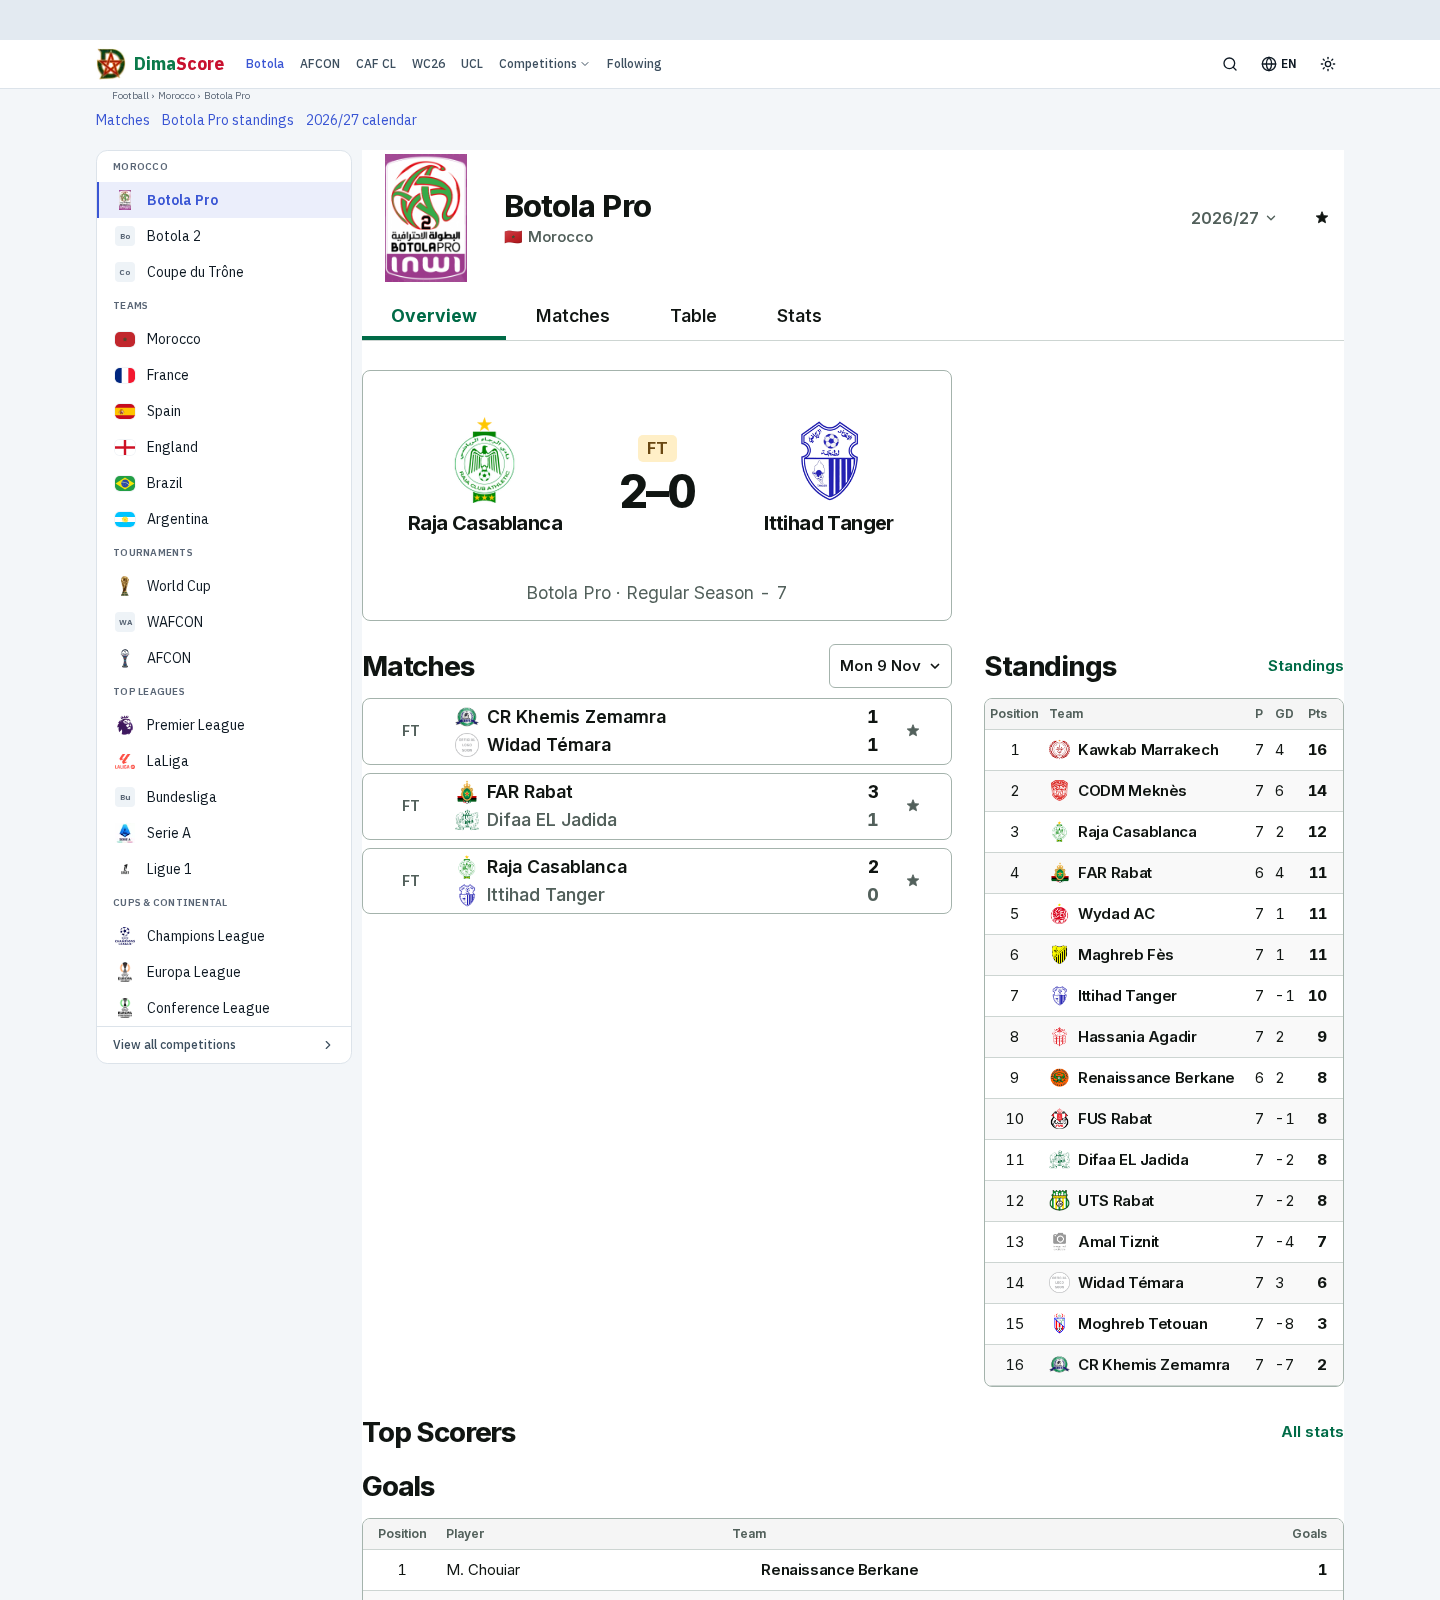 DimaScore Botola AFCON CAF CL WC26 UCL Competitions Following EN
Football › Morocco › Botola Pro
Matches Botola Pro standings 2026/27 calendar
MOROCCO
Botola Pro
Bo Botola 2
Co Coupe du Trône
TEAMS
Morocco
France
Spain
England
Brazil
Argentina
TOURNAMENTS
World Cup
WA WAFCON
AFCON
TOP LEAGUES
Premier League
LaLiga
Bu Bundesliga
Serie A
Ligue 1
CUPS & CONTINENTAL
Champions League
Europa League
Conference League
View all competitions
2
البطولة الاحترافية
BOTOLAPRO
inwi
Botola Pro
Morocco
2026/27
Overview Matches Table Stats
RAJA CLUB ATHLETIC
Raja Casablanca
FT
2–0
Ittihad Tanger
Botola Pro · Regular Season - 7
Matches
Mon 9 Nov
FT
CR Khemis Zemamra 1
Widad Témara 1
FT
FAR Rabat 3
Difaa EL Jadida 1
FT
Raja Casablanca 2
Ittihad Tanger 0
Standings Standings
Position Team P GD Pts
1 Kawkab Marrakech 7 4 16
2 CODM Meknès 7 6 14
3 Raja Casablanca 7 2 12
4 FAR Rabat 6 4 11
5 Wydad AC 7 1 11
6 Maghreb Fès 7 1 11
7 Ittihad Tanger 7 -1 10
8 Hassania Agadir 7 2 9
9 Renaissance Berkane 6 2 8
10 FUS Rabat 7 -1 8
11 Difaa EL Jadida 7 -2 8
12 UTS Rabat 7 -2 8
13 Amal Tiznit 7 -4 7
14 Widad Témara 7 3 6
15 Moghreb Tetouan 7 -8 3
16 CR Khemis Zemamra 7 -7 2
Top Scorers All stats
Goals
Position Player Team Goals
1 M. Chouiar Renaissance Berkane 1